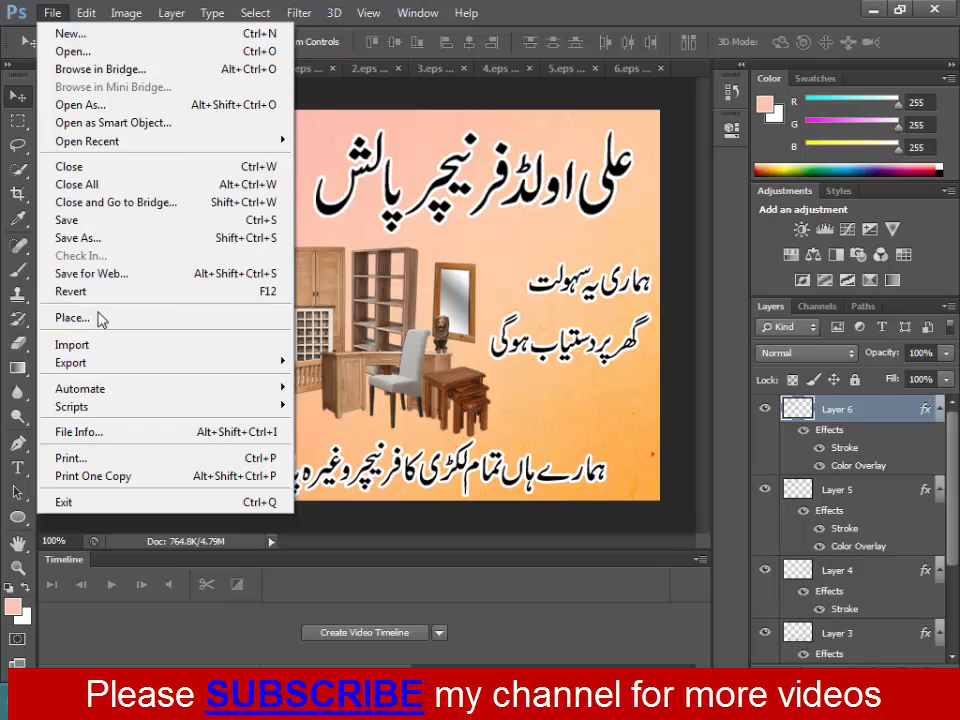 Ps File Edit Image Layer Type Select Filter 3D View Window Help
m Controls 3D Mode:
eps ... × 2.eps ... × 3.eps ... × 4.eps ... × 5.eps ... × 6.eps ... ×
New... Ctrl+N
Open... Ctrl+O
Browse in Bridge... Alt+Ctrl+O
Browse in Mini Bridge...
Open As... Alt+Shift+Ctrl+O
Open as Smart Object...
Open Recent
Close Ctrl+W
Close All Alt+Ctrl+W
Close and Go to Bridge... Shift+Ctrl+W
Save Ctrl+S
Save As... Shift+Ctrl+S
Check In...
Save for Web... Alt+Shift+Ctrl+S
Revert F12
Place...
Import
Export
Automate
Scripts
File Info... Alt+Shift+Ctrl+I
Print... Ctrl+P
Print One Copy Alt+Shift+Ctrl+P
Exit Ctrl+Q
علی اولڈ فرنیچر پالش
ہماری یہ سہولت
گھر پر دستیاب ہوگی
ہمارے ہاں تمام لکڑی کا فرنیچر وغیرہ
Color Swatches
R 255
G 255
B 255
Adjustments Styles
Add an adjustment
Layers Channels Paths
Kind
Normal Opacity: 100%
Lock: Fill: 100%
Layer 6 fx
Effects
Stroke
Color Overlay
Layer 5 fx
Effects
Stroke
Color Overlay
Layer 4 fx
Effects
Stroke
Layer 3 fx
Effects
100% Doc: 764.8K/4.79M
Timeline
Create Video Timeline
Please SUBSCRIBE my channel for more videos